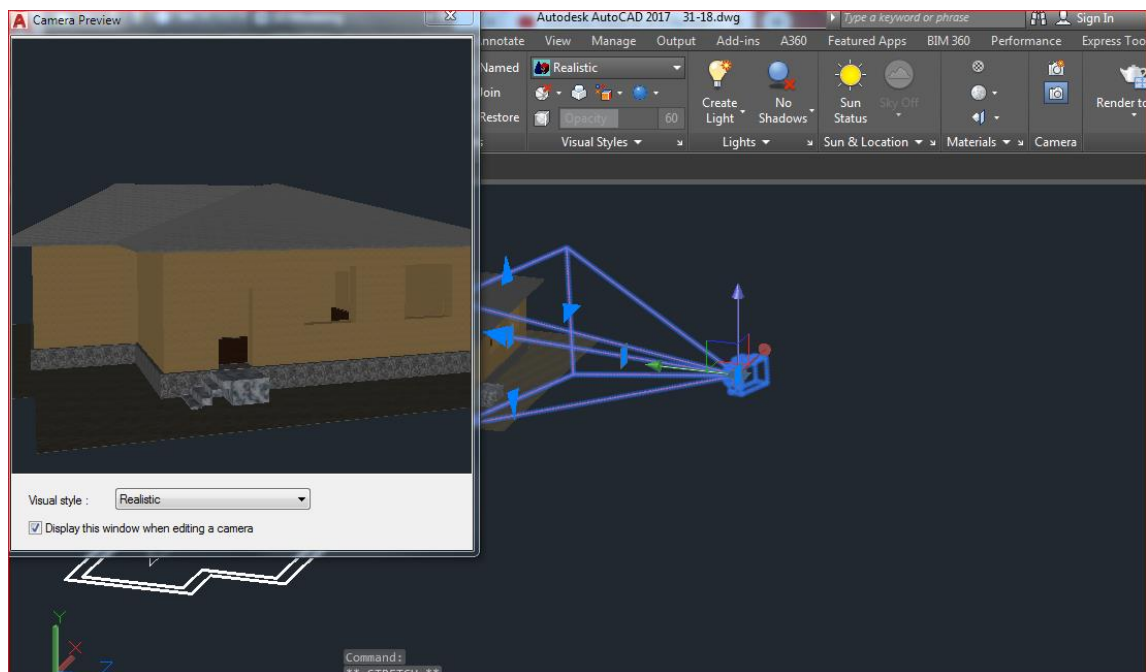 Camera Preview
Autodesk AutoCAD 2017 31-18.dwg
Type a keyword or phrase
Sign In
nnotate View Manage Output Add-ins A360 Featured Apps BIM 360 Performance Express Too
Named
Realistic
Join
Restore
Opacity 60
Create Light
No Shadows
Sun Status
Sky Off
Render to
Visual Styles
Lights
Sun & Location
Materials
Camera
Visual style : Realistic
Display this window when editing a camera
Y
X
Z
Command:
** STRETCH **